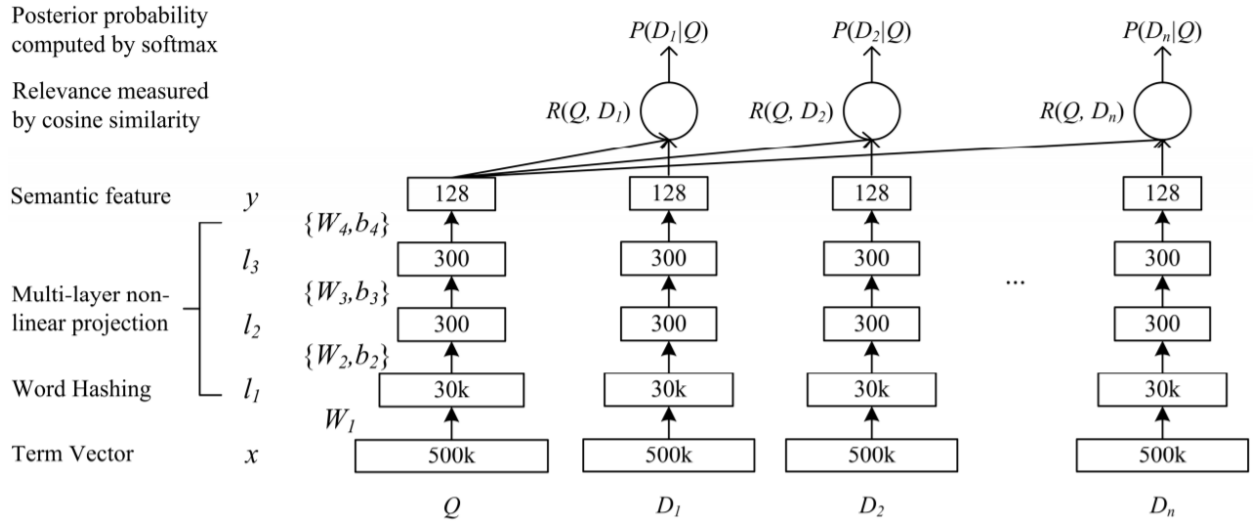 Posterior probability
computed by softmax
P(D₁|Q) P(D₂|Q) P(Dₙ|Q)
Relevance measured
by cosine similarity
R(Q, D₁) R(Q, D₂) R(Q, Dₙ)
Semantic feature y 128 128 128 128
{W₄,b₄}
l₃ 300 300 300 300
{W₃,b₃}
...
Multi-layer non-
linear projection
l₂ 300 300 300 300
{W₂,b₂}
Word Hashing l₁ 30k 30k 30k 30k
W₁
Term Vector x 500k 500k 500k 500k
Q D₁ D₂ Dₙ